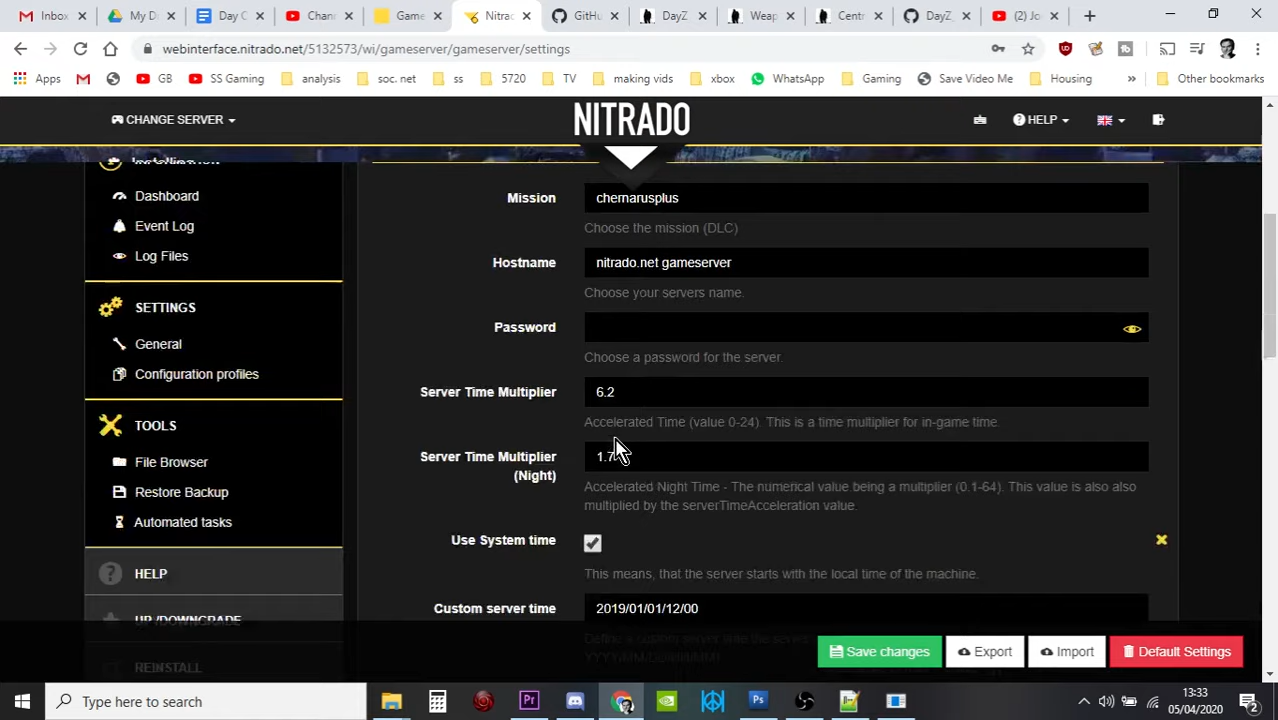 Inbox
My D
Day C
Chann
Game
Nitrac
GitHu
DayZ
Weap
Centr
DayZ_
(2) Jo
webinterface.nitrado.net/5132573/wi/gameserver/gameserver/settings
Apps
GB
SS Gaming
analysis
soc. net
ss
5720
TV
making vids
xbox
WhatsApp
Gaming
Save Video Me
Housing
Other bookmarks
CHANGE SERVER
NITRADO
HELP
Dashboard
Event Log
Log Files
SETTINGS
General
Configuration profiles
TOOLS
File Browser
Restore Backup
Automated tasks
HELP
UP-/DOWNGRADE
REINSTALL
Mission
chernarusplus
Choose the mission (DLC)
Hostname
nitrado.net gameserver
Choose your servers name.
Password
Choose a password for the server.
Server Time Multiplier
6.2
Accelerated Time (value 0-24). This is a time multiplier for in-game time.
Server Time Multiplier
(Night)
Accelerated Night Time - The numerical value being a multiplier (0.1-64). This value is also also
multiplied by the serverTimeAcceleration value.
Use System time
This means, that the server starts with the local time of the machine.
Custom server time
2019/01/01/12/00
Save changes
Export
Import
Default Settings
Type here to search
13:33
05/04/2020
2